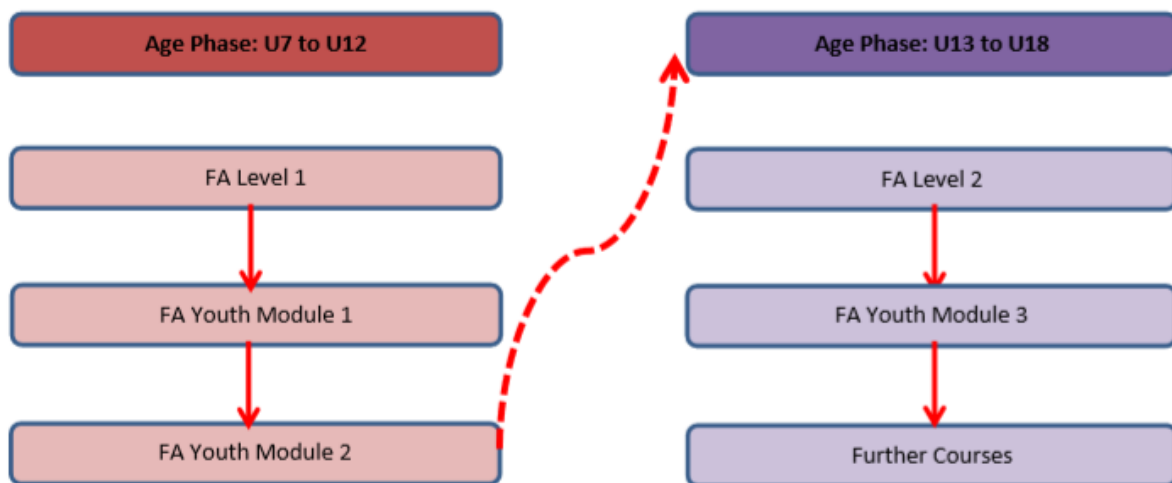 Age Phase: U7 to U12
FA Level 1
FA Youth Module 1
FA Youth Module 2
Age Phase: U13 to U18
FA Level 2
FA Youth Module 3
Further Courses